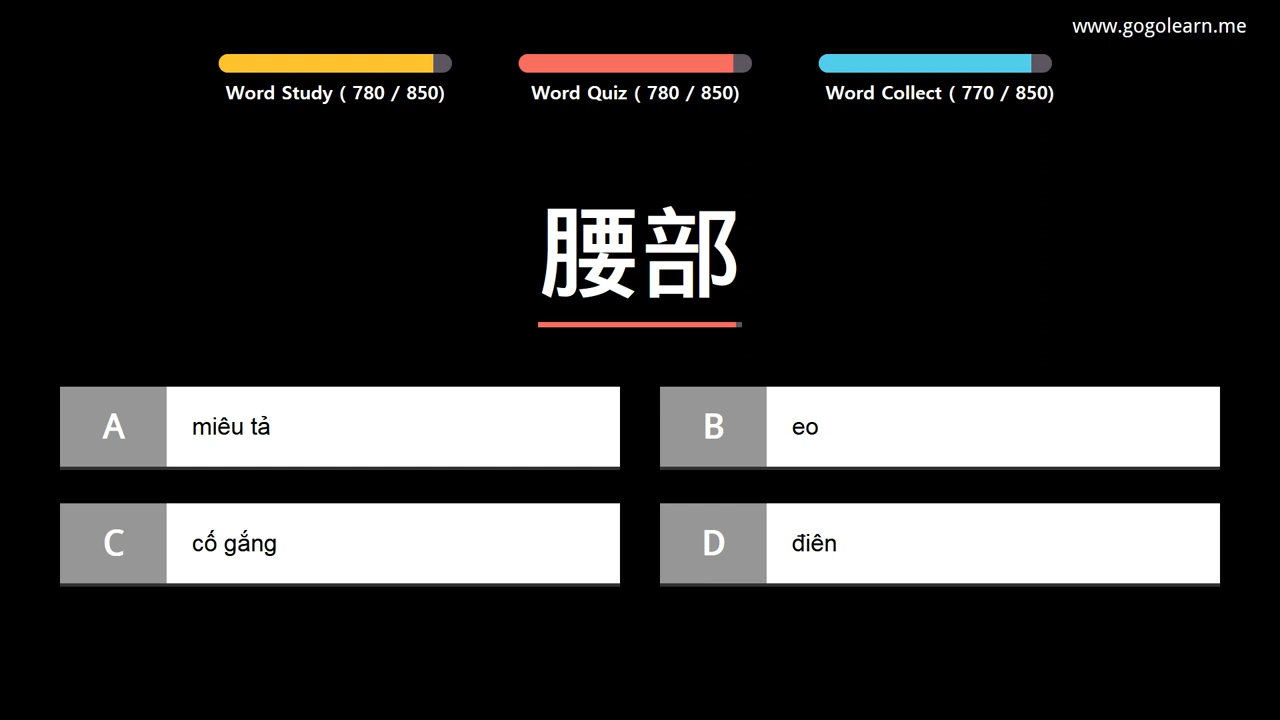 www.gogolearn.me
Word Study ( 780 / 850)
Word Quiz ( 780 / 850)
Word Collect ( 770 / 850)
腰部
A
miêu tả
B
eo
C
cố gắng
D
điên